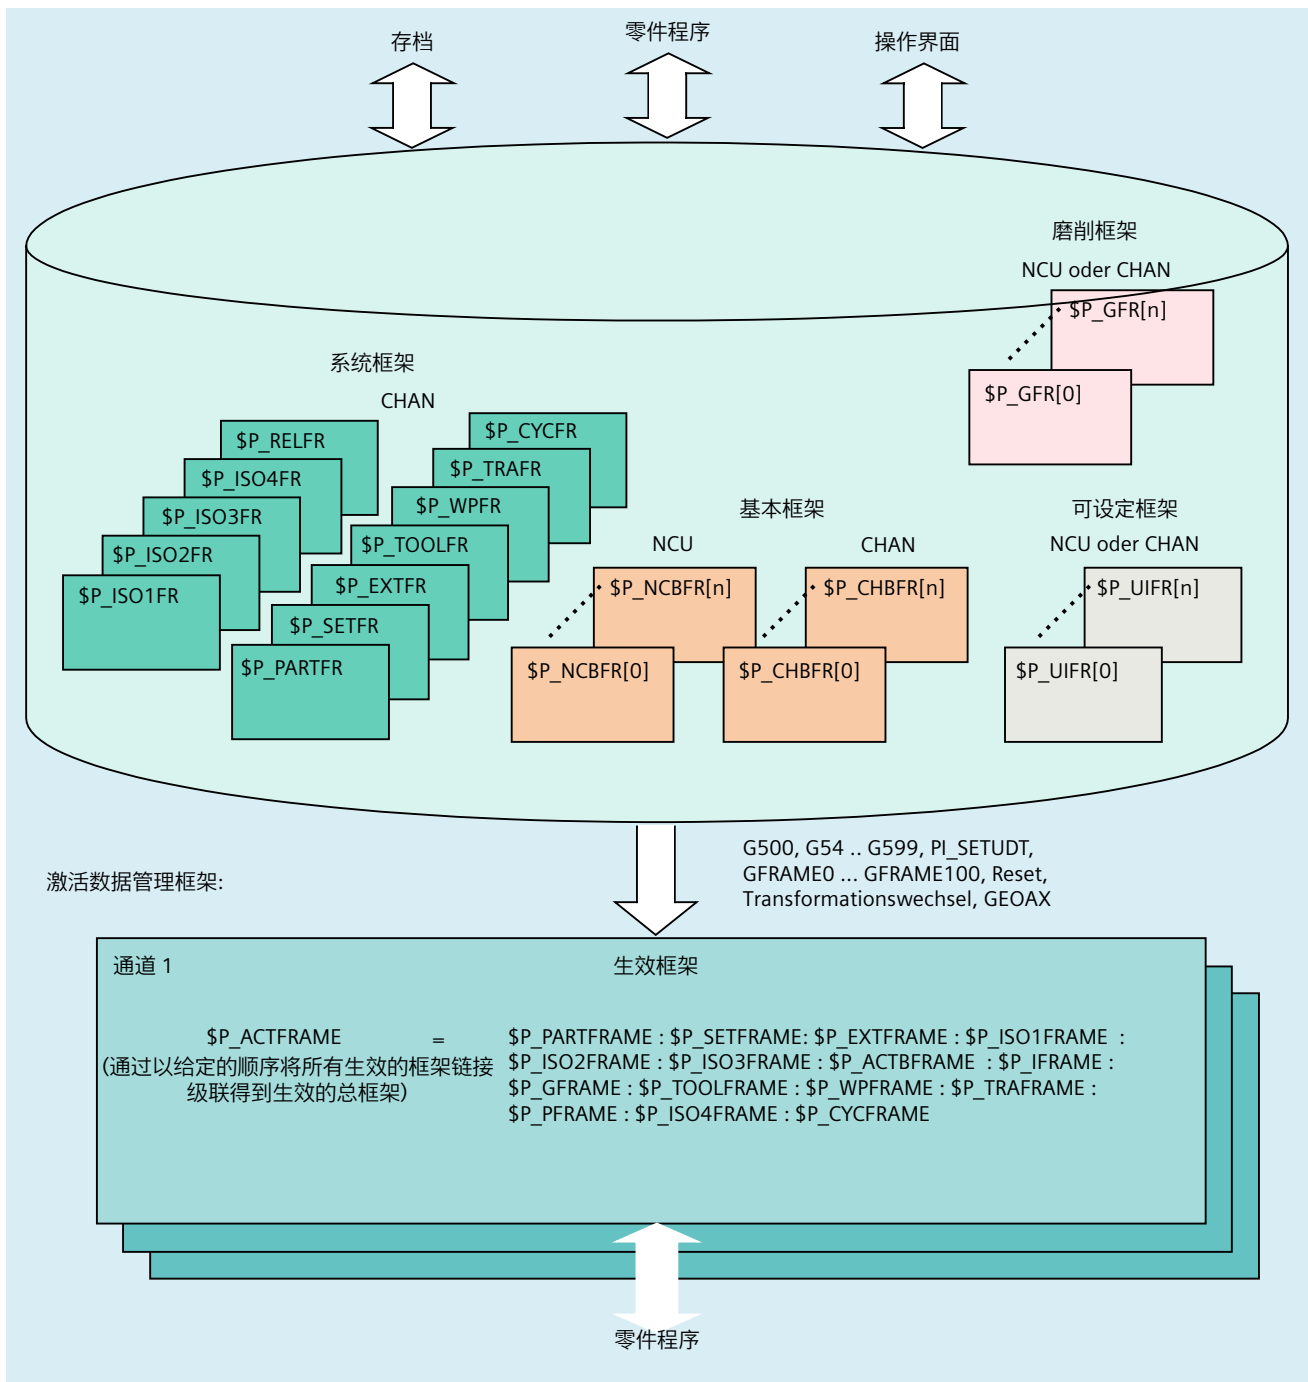 存档
零件程序
操作界面
磨削框架
NCU oder CHAN
$P_GFR[n]
$P_GFR[0]
系统框架
CHAN
$P_RELFR
$P_ISO4FR
$P_ISO3FR
$P_ISO2FR
$P_ISO1FR
$P_CYCFR
$P_TRAFR
$P_WPFR
$P_TOOLFR
$P_EXTFR
$P_SETFR
$P_PARTFR
基本框架
NCU
CHAN
$P_NCBFR[n]
$P_NCBFR[0]
$P_CHBFR[n]
$P_CHBFR[0]
可设定框架
NCU oder CHAN
$P_UIFR[n]
$P_UIFR[0]
激活数据管理框架:
G500, G54 .. G599, PI_SETUDT,
GFRAME0 ... GFRAME100, Reset,
Transformationswechsel, GEOAX
通道 1
生效框架
$P_ACTFRAME =
(通过以给定的顺序将所有生效的框架链接
级联得到生效的总框架)
$P_PARTFRAME : $P_SETFRAME: $P_EXTFRAME : $P_ISO1FRAME :
$P_ISO2FRAME : $P_ISO3FRAME : $P_ACTBFRAME : $P_IFRAME :
$P_GFRAME : $P_TOOLFRAME : $P_WPFRAME : $P_TRAFRAME :
$P_PFRAME : $P_ISO4FRAME : $P_CYCFRAME
零件程序